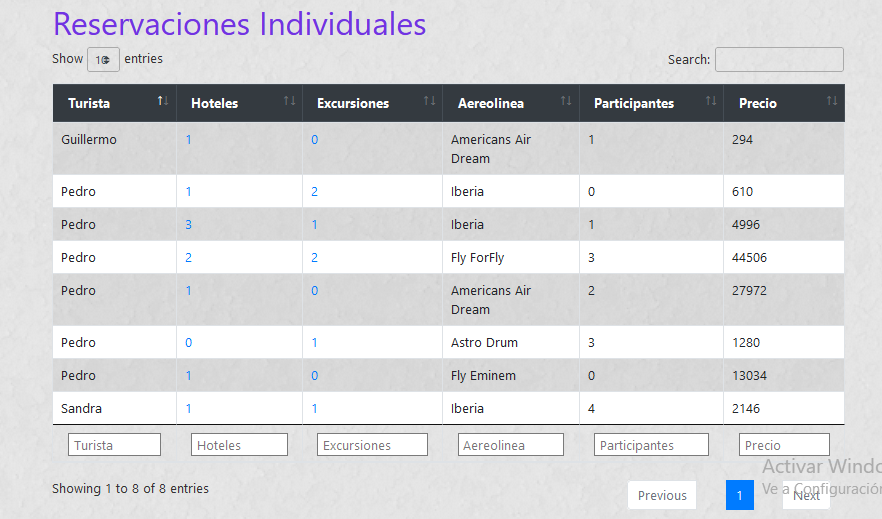 Reservaciones Individuales
Show 10 entries Search:
Turista Hoteles Excursiones Aereolinea Participantes Precio
Guillermo 1 0 Americans Air Dream 1 294
Pedro 1 2 Iberia 0 610
Pedro 3 1 Iberia 1 4996
Pedro 2 2 Fly ForFly 3 44506
Pedro 1 0 Americans Air Dream 2 27972
Pedro 0 1 Astro Drum 3 1280
Pedro 1 0 Fly Eminem 0 13034
Sandra 1 1 Iberia 4 2146
Turista Hoteles Excursiones Aereolinea Participantes Precio
Activar Windo
Showing 1 to 8 of 8 entries Previous 1 Next
Ve a Configuración